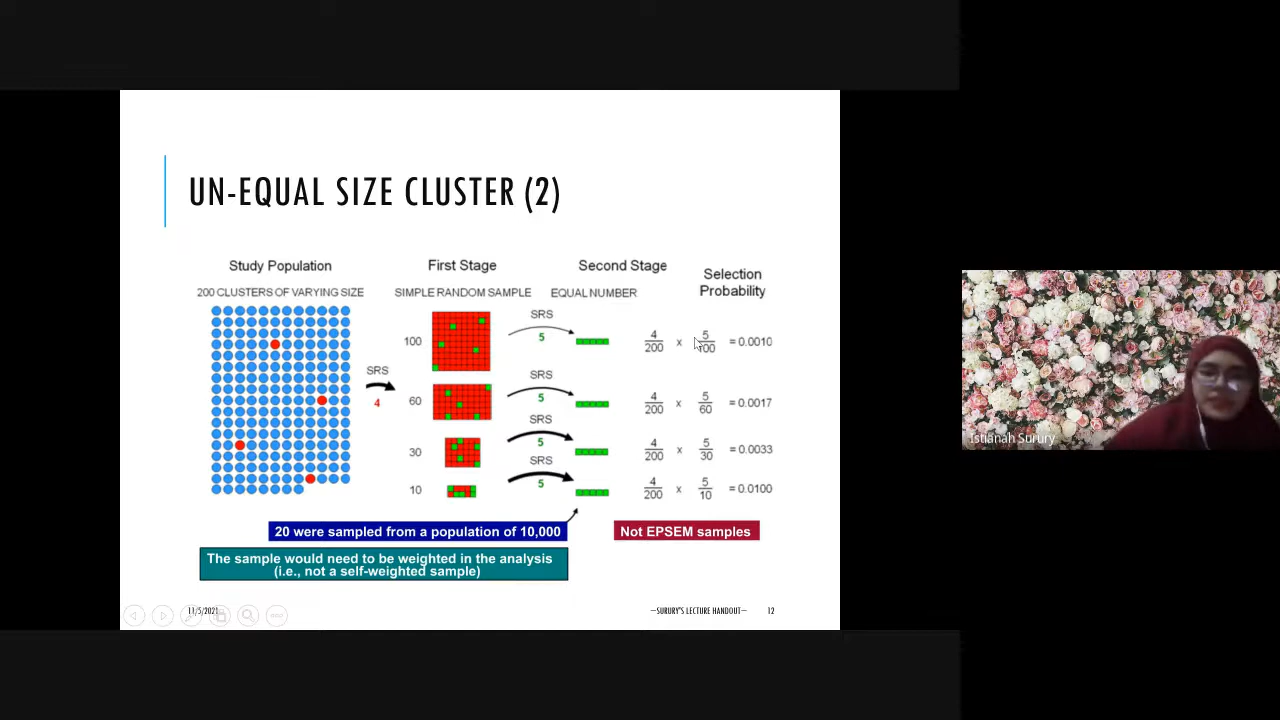 UN-EQUAL SIZE CLUSTER (2)
Study Population
First Stage
Second Stage
Selection
Probability
200 CLUSTERS OF VARYING SIZE
SIMPLE RANDOM SAMPLE
EQUAL NUMBER
SRS
4
100
SRS
5
4/200 x 5/100 = 0.0010
60
SRS
5
4/200 x 5/60 = 0.0017
30
SRS
5
4/200 x 5/30 = 0.0033
10
SRS
5
4/200 x 5/10 = 0.0100
20 were sampled from a population of 10,000
Not EPSEM samples
The sample would need to be weighted in the analysis
(i.e., not a self-weighted sample)
11/5/2021
—SURURY'S LECTURE HANDOUT—
12
Istianah Surury